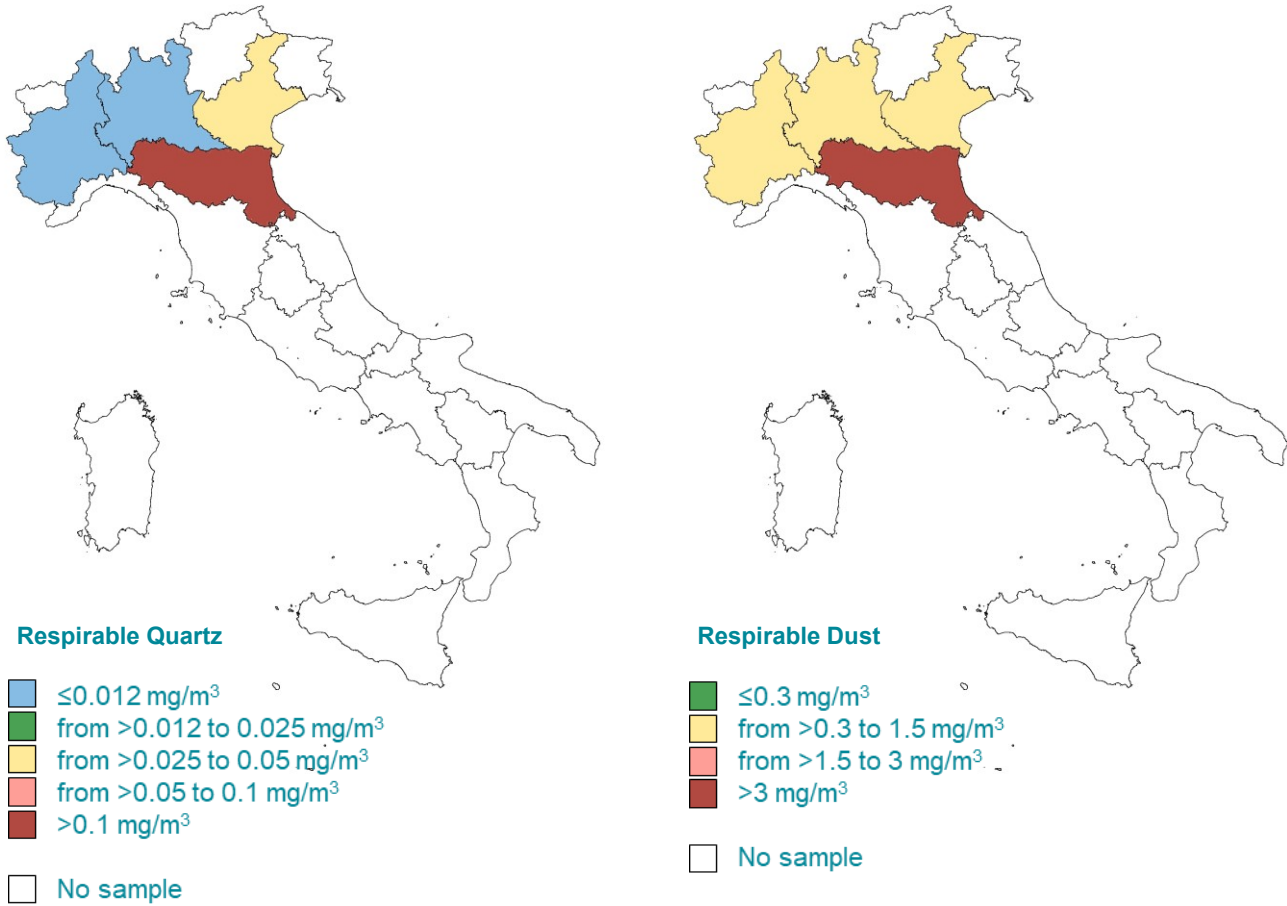 Respirable Quartz
≤0.012 mg/m³
from >0.012 to 0.025 mg/m³
from >0.025 to 0.05 mg/m³
from >0.05 to 0.1 mg/m³
>0.1 mg/m³
No sample
Respirable Dust
≤0.3 mg/m³
from >0.3 to 1.5 mg/m³
from >1.5 to 3 mg/m³
>3 mg/m³
No sample